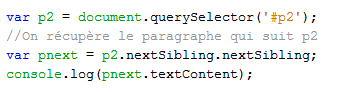 var p2 = document.querySelector('#p2');
//On récupère le paragraphe qui suit p2
var pnext = p2.nextSibling.nextSibling;
console.log(pnext.textContent);